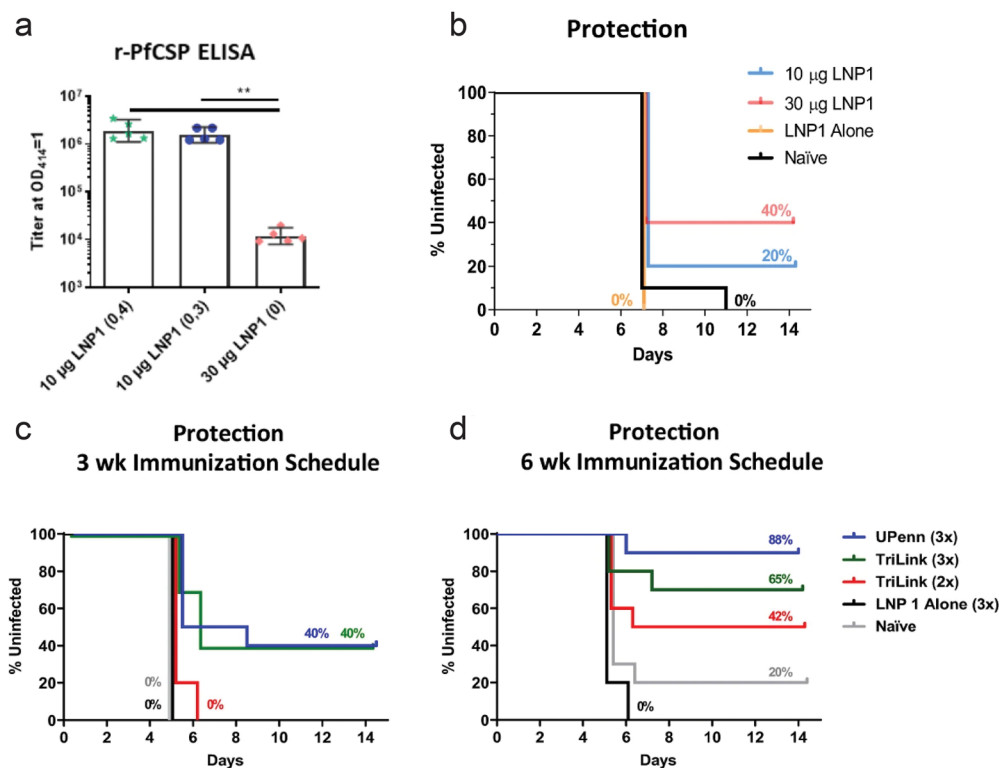 a
r-PfCSP ELISA
**
10⁷
10⁶
10⁵
10⁴
10³
Titer at OD₄₁₄=1
10 µg LNP1 (0,4)
10 µg LNP1 (0,3)
30 µg LNP1 (0)
b
Protection
10 µg LNP1
30 µg LNP1
LNP1 Alone
Naïve
100
80
60
40
20
0
% Uninfected
40%
20%
0%
0%
0 2 4 6 8 10 12 14
Days
c
Protection
3 wk Immunization Schedule
100
80
60
40
20
0
% Uninfected
40% 40%
0%
0%
0%
0 2 4 6 8 10 12 14
Days
d
Protection
6 wk Immunization Schedule
100
80
60
40
20
0
% Uninfected
88%
65%
42%
20%
0%
0 2 4 6 8 10 12 14
Days
UPenn (3x)
TriLink (3x)
TriLink (2x)
LNP 1 Alone (3x)
Naïve